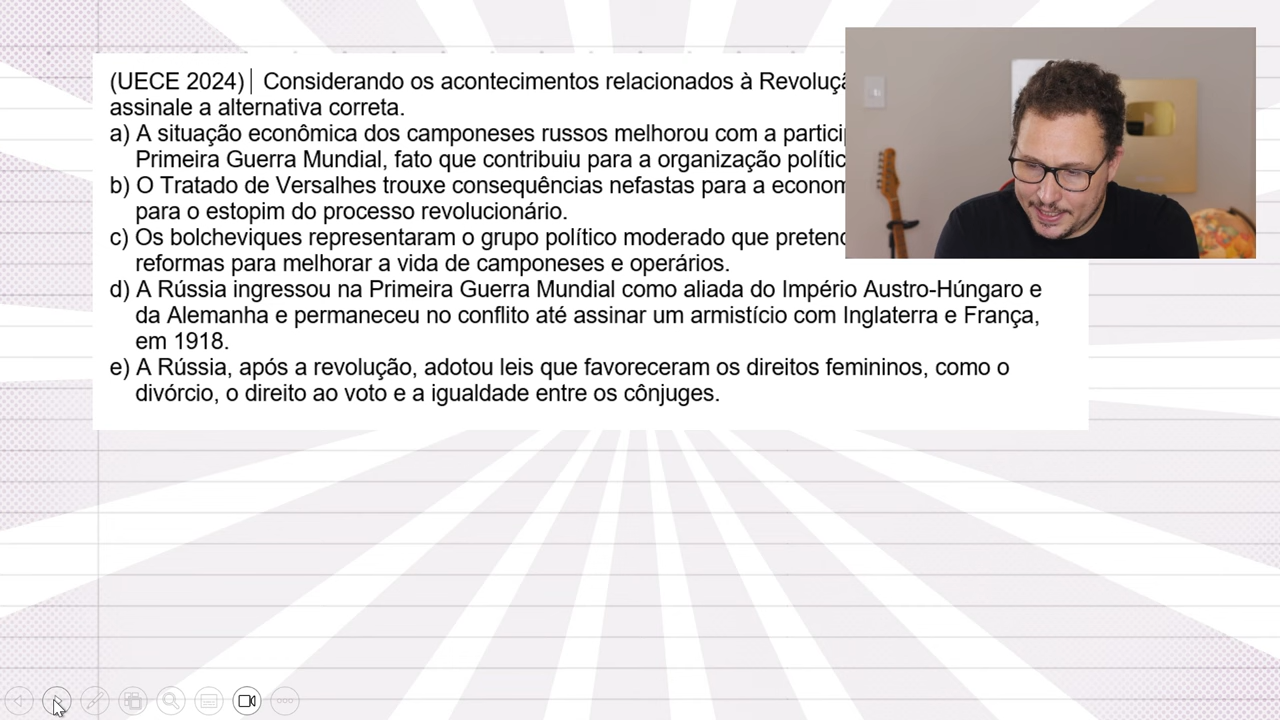 (UECE 2024)| Considerando os acontecimentos relacionados à
assinale a alternativa correta.
a) A situação econômica dos camponeses russos melhorou com a
Primeira Guerra Mundial, fato que contribuiu para a organização
b) O Tratado de Versalhes trouxe consequências nefastas para a
para o estopim do processo revolucionário.
c) Os bolcheviques representaram o grupo político moderado que
reformas para melhorar a vida de camponeses e operários.
d) A Rússia ingressou na Primeira Guerra Mundial como aliada do Império Austro-Húngaro e
da Alemanha e permaneceu no conflito até assinar um armistício com Inglaterra e França,
em 1918.
e) A Rússia, após a revolução, adotou leis que favoreceram os direitos femininos, como o
divórcio, o direito ao voto e a igualdade entre os cônjuges.